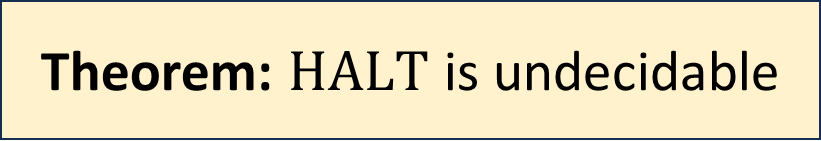 Theorem: HALT is undecidable